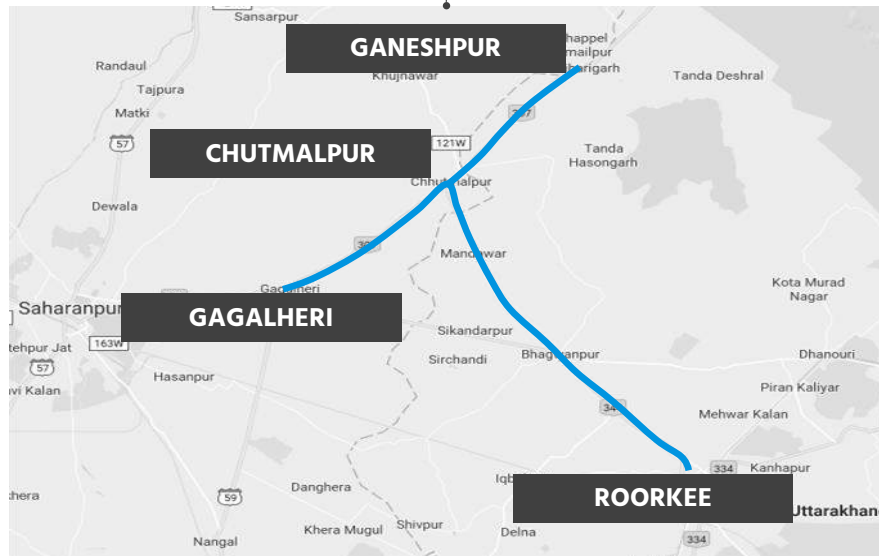 Sansarpur
GANESHPUR
Randaul
Khujnawar
Tanda Deshral
Tajpura
Matki
57
121W
CHUTMALPUR
Tanda
Hasongarh
Dewala
Mandawar
Gagalheri
Kota Murad
Nagar
Saharanpur
GAGALHERI
Sikandarpur
163W
Sirchandi
Bhagwanpur
Dhanouri
57
Hasanpur
Piran Kaliyar
Mehwar Kalan
334
Kanhapur
Danghera
ROORKEE
59
Shivpur
Khera Mugul
Delna
Nangal
334